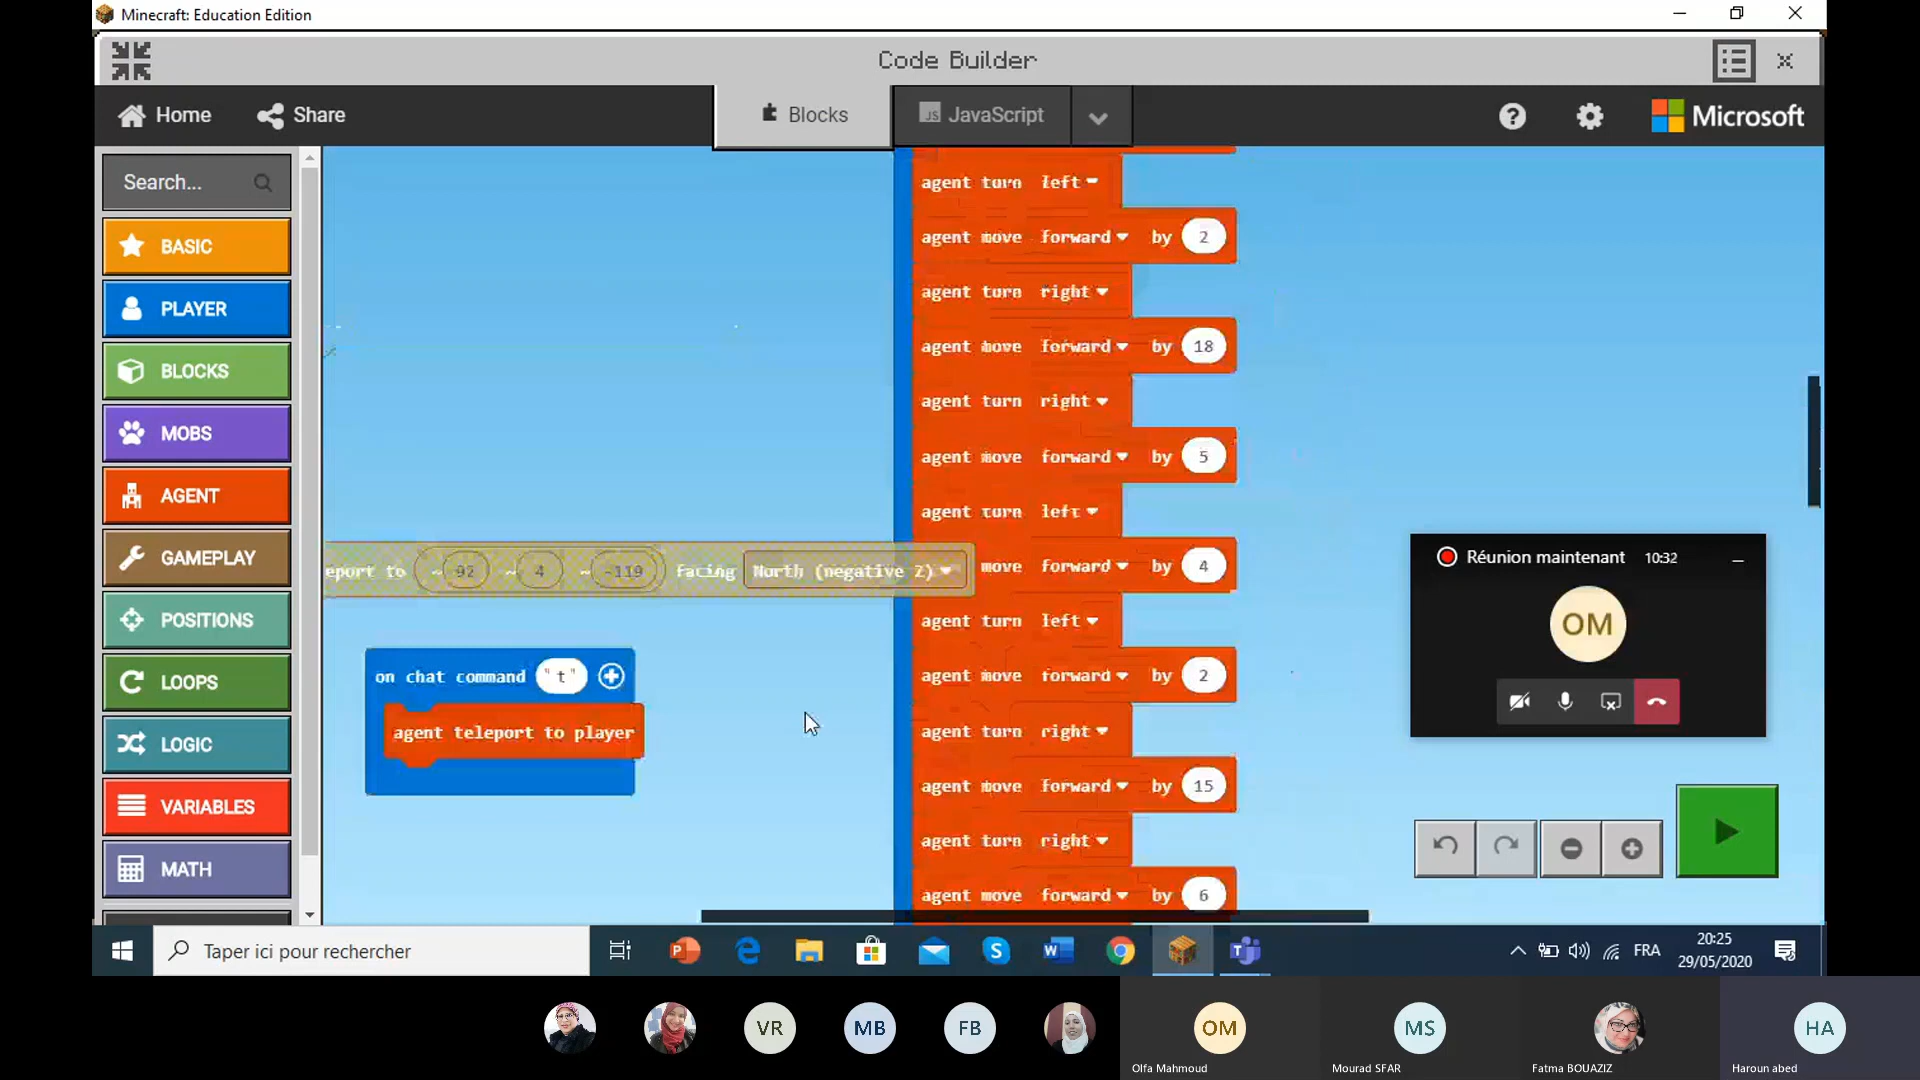 Minecraft: Education Edition
Code Builder
Home
Share
Blocks
JS
JavaScript
Microsoft
Search...
BASIC
PLAYER
BLOCKS
MOBS
AGENT
GAMEPLAY
POSITIONS
LOOPS
LOGIC
VARIABLES
MATH
agent turn left
agent move forward by 2
agent turn right
agent move forward by 18
agent turn right
agent move forward by 5
agent turn left
eport to ~ 92 ~ 4 ~ -119 facing North (negative Z)
move forward by 4
agent turn left
agent move forward by 2
agent turn right
agent move forward by 15
agent turn right
agent move forward by 6
on chat command "t"
agent teleport to player
Réunion maintenant 10:32
OM
Taper ici pour rechercher
FRA
20:25
29/05/2020
VR
MB
FB
OM
Olfa Mahmoud
MS
Mourad SFAR
Fatma BOUAZIZ
HA
Haroun abed